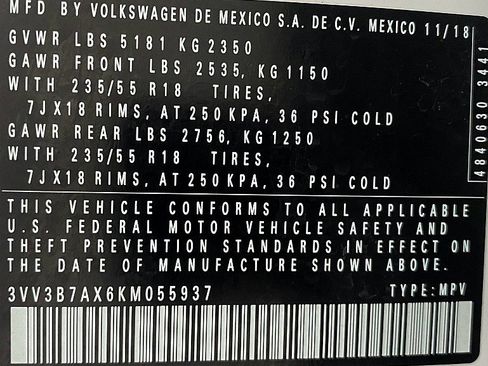 MFD BY VOLKSWAGEN DE MEXICO S.A. DE C.V. MEXICO 11/18
GVWR LBS 5181 KG 2350
GAWR FRONT LBS 2535, KG 1150
WITH 235/55 R18 TIRES,
7JX18 RIMS, AT 250 KPA, 36 PSI COLD
GAWR REAR LBS 2756, KG 1250
WITH 235/55 R18 TIRES,
7JX18 RIMS, AT 250 KPA, 36 PSI COLD
4840630 3441
THIS VEHICLE CONFORMS TO ALL APPLICABLE
U.S. FEDERAL MOTOR VEHICLE SAFETY AND
THEFT PREVENTION STANDARDS IN EFFECT ON
THE DATE OF MANUFACTURE SHOWN ABOVE.
3VV3B7AX6KM055937 TYPE: MPV